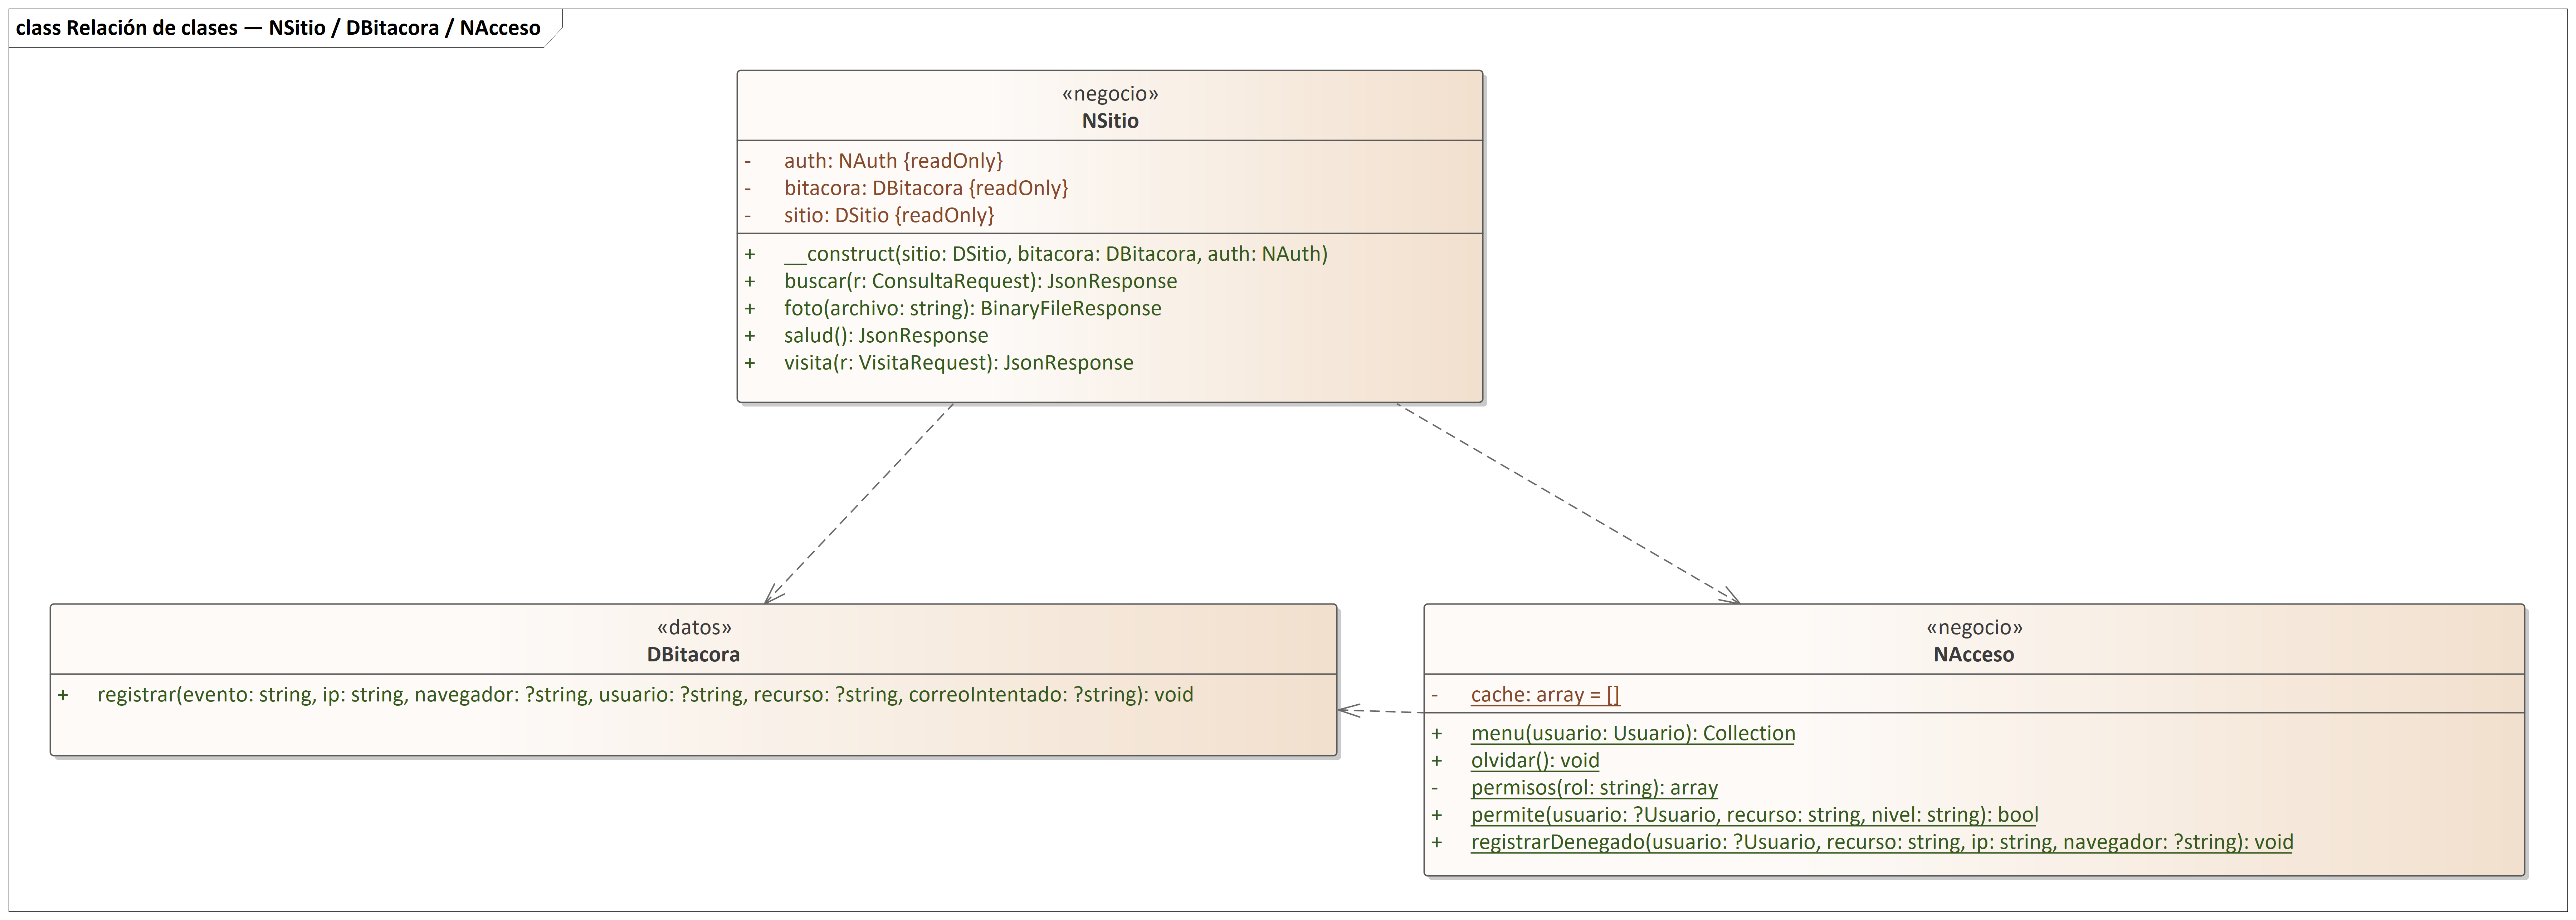 class Relación de clases — NSitio / DBitacora / NAcceso
«negocio»
NSitio
- auth: NAuth {readOnly}
- bitacora: DBitacora {readOnly}
- sitio: DSitio {readOnly}
+ __construct(sitio: DSitio, bitacora: DBitacora, auth: NAuth)
+ buscar(r: ConsultaRequest): JsonResponse
+ foto(archivo: string): BinaryFileResponse
+ salud(): JsonResponse
+ visita(r: VisitaRequest): JsonResponse
«datos»
DBitacora
+ registrar(evento: string, ip: string, navegador: ?string, usuario: ?string, recurso: ?string, correoIntentado: ?string): void
«negocio»
NAcceso
- cache: array = []
+ menu(usuario: Usuario): Collection
+ olvidar(): void
- permisos(rol: string): array
+ permite(usuario: ?Usuario, recurso: string, nivel: string): bool
+ registrarDenegado(usuario: ?Usuario, recurso: string, ip: string, navegador: ?string): void